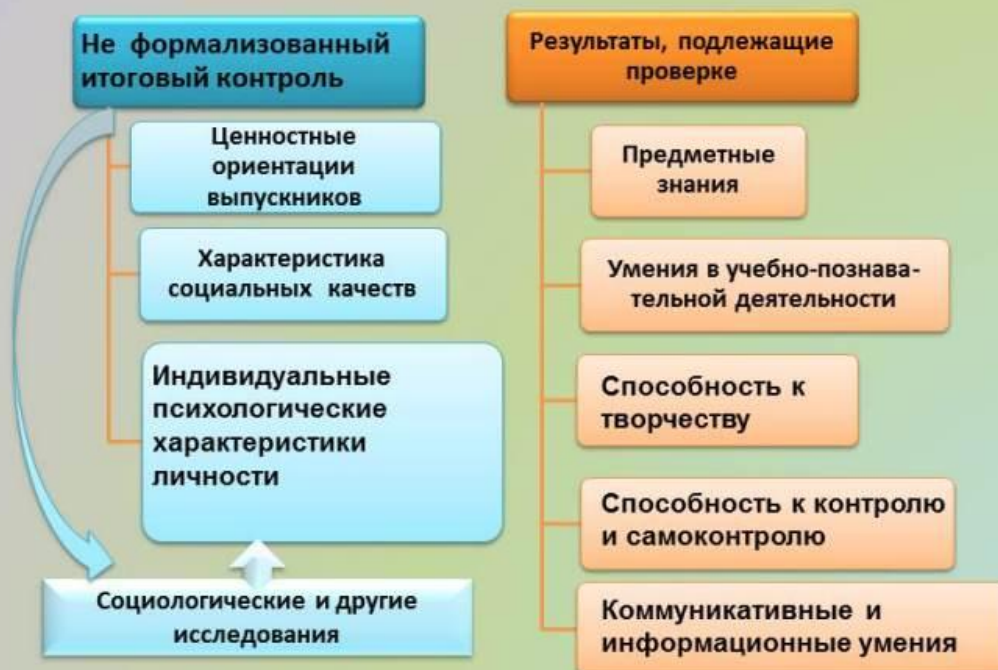 Не формализованный
итоговый контроль
Ценностные
ориентации
выпускников
Характеристика
социальных качеств
Индивидуальные
психологические
характеристики
личности
Социологические и другие
исследования
Результаты, подлежащие
проверке
Предметные
знания
Умения в учебно-познава-
тельной деятельности
Способность к
творчеству
Способность к контролю
и самоконтролю
Коммуникативные и
информационные умения